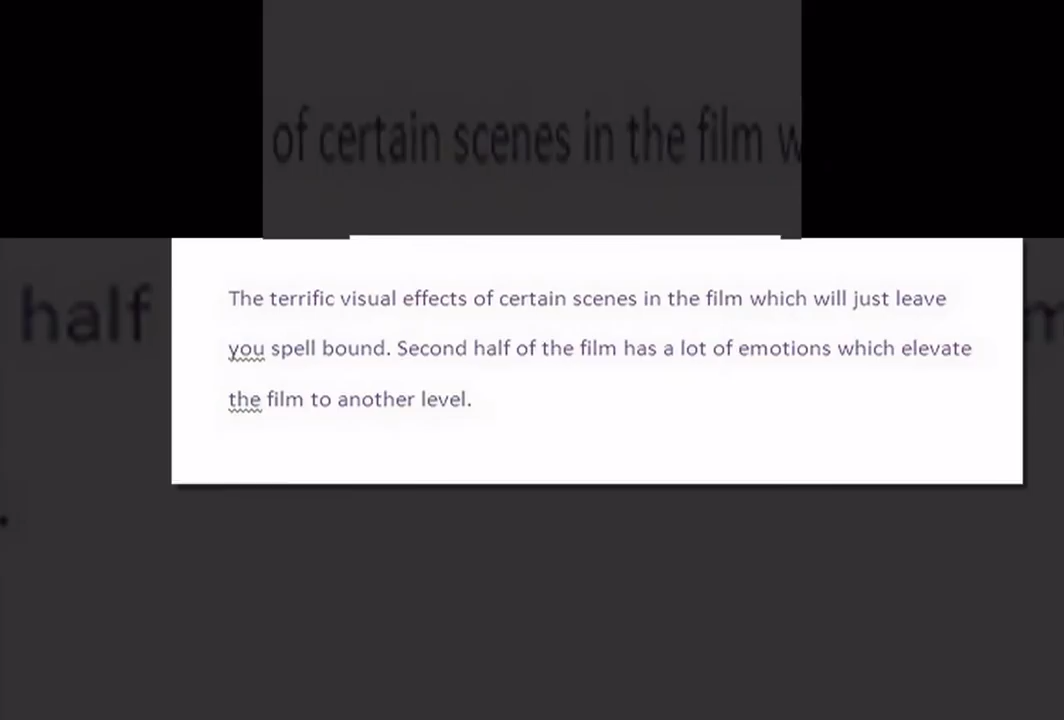 of certain scenes in the film
half
The terrific visual effects of certain scenes in the film which will just leave
you spell bound. Second half of the film has a lot of emotions which elevate
the film to another level.